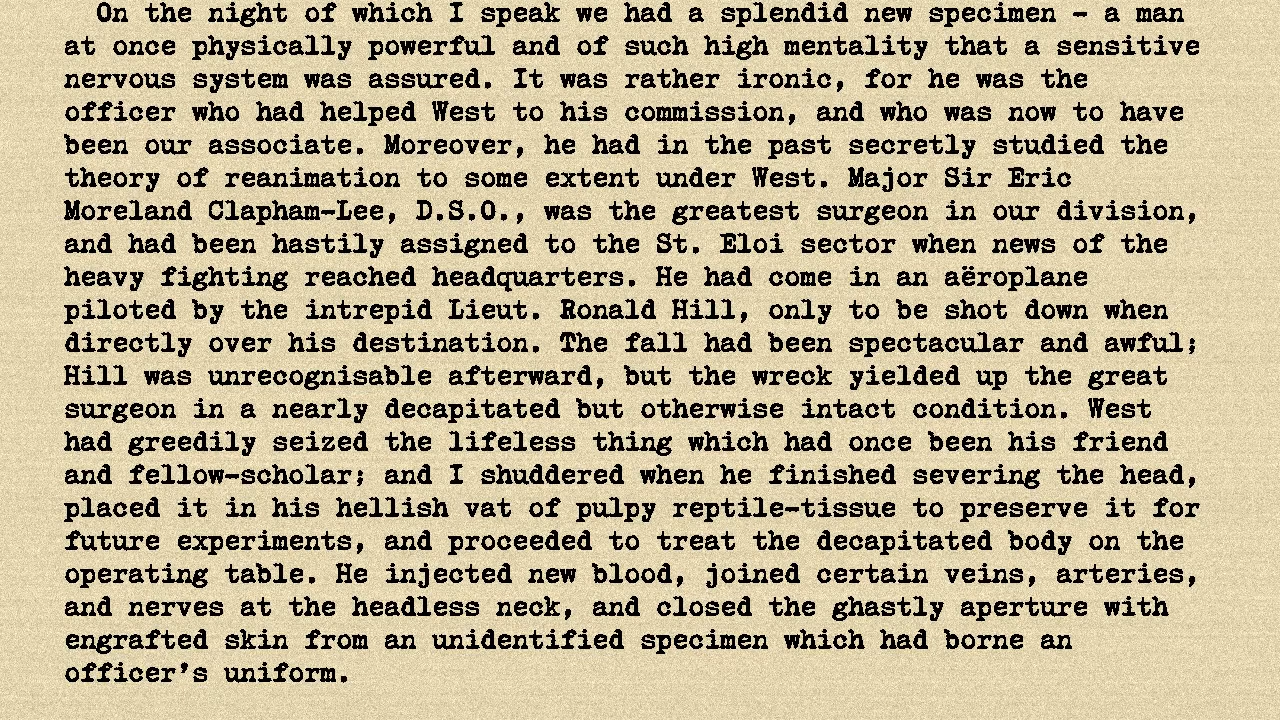 On the night of which I speak we had a splendid new specimen – a man
at once physically powerful and of such high mentality that a sensitive
nervous system was assured. It was rather ironic, for he was the
officer who had helped West to his commission, and who was now to have
been our associate. Moreover, he had in the past secretly studied the
theory of reanimation to some extent under West. Major Sir Eric
Moreland Clapham-Lee, D.S.O., was the greatest surgeon in our division,
and had been hastily assigned to the St. Eloi sector when news of the
heavy fighting reached headquarters. He had come in an aëroplane
piloted by the intrepid Lieut. Ronald Hill, only to be shot down when
directly over his destination. The fall had been spectacular and awful;
Hill was unrecognisable afterward, but the wreck yielded up the great
surgeon in a nearly decapitated but otherwise intact condition. West
had greedily seized the lifeless thing which had once been his friend
and fellow-scholar; and I shuddered when he finished severing the head,
placed it in his hellish vat of pulpy reptile-tissue to preserve it for
future experiments, and proceeded to treat the decapitated body on the
operating table. He injected new blood, joined certain veins, arteries,
and nerves at the headless neck, and closed the ghastly aperture with
engrafted skin from an unidentified specimen which had borne an
officer's uniform.